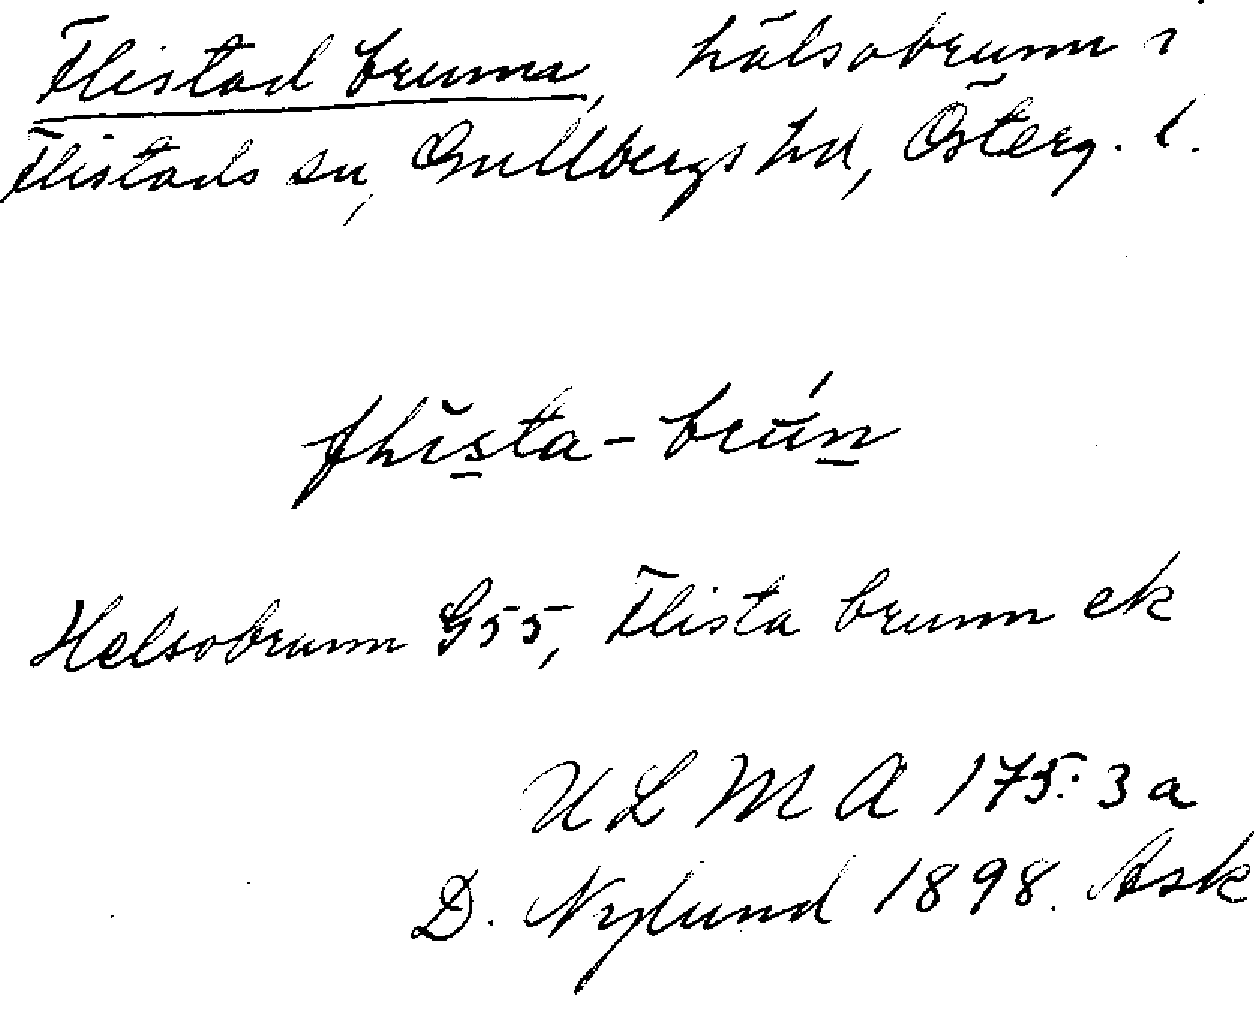 Flistad brunn, hälsobrunn i
Flistads sn, Gullbergs hd, Österg. l.
flista-brun
Helsobrunn G55, Flista brunn ek
ULMA 175:3a
D. Nylund 1898. Ask